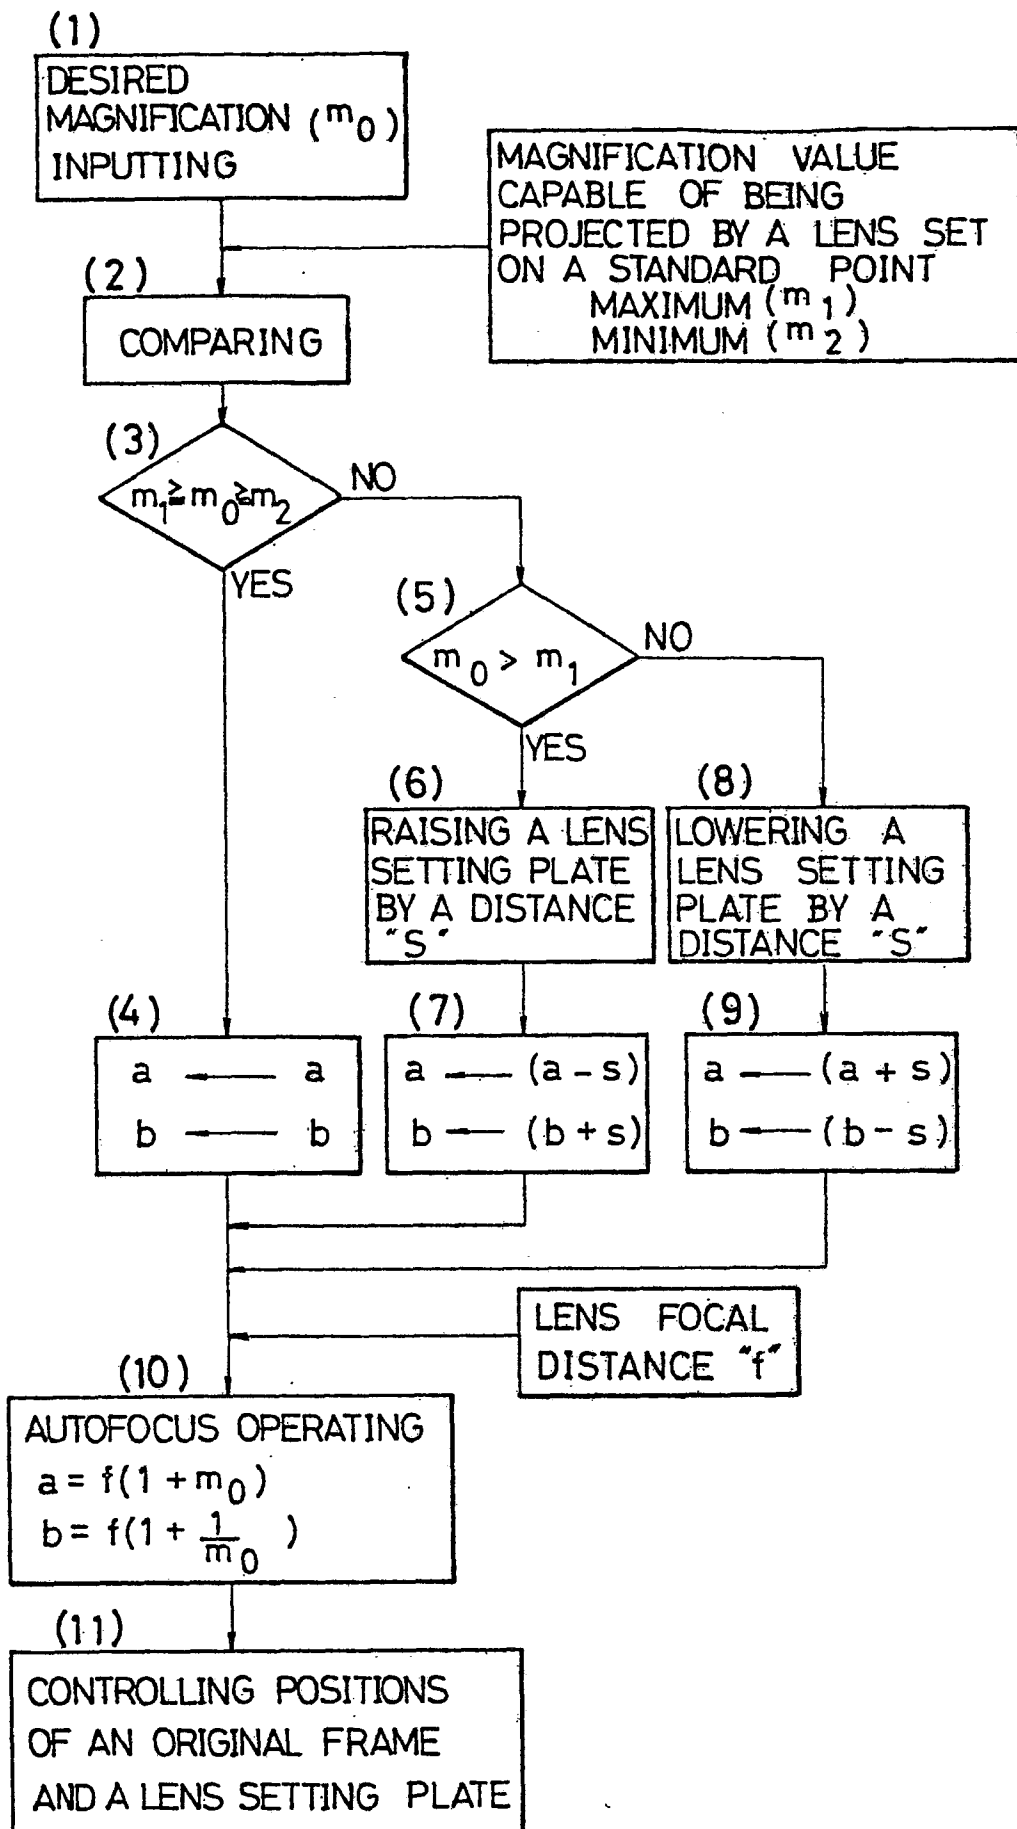 (1)
DESIRED
MAGNIFICATION (m0)
INPUTTING
MAGNIFICATION VALUE
CAPABLE OF BEING
PROJECTED BY A LENS SET
ON A STANDARD POINT
MAXIMUM (m1)
MINIMUM (m2)
(2)
COMPARING
(3)
m1≧m0≧m2
NO
YES
(5)
m0 > m1
NO
YES
(6)
RAISING A LENS
SETTING PLATE
BY A DISTANCE
"S"
(8)
LOWERING A
LENS SETTING
PLATE BY A
DISTANCE "S"
(4)
a ← a
b ← b
(7)
a ← (a - s)
b ← (b + s)
(9)
a ← (a + s)
b ← (b - s)
LENS FOCAL
DISTANCE "f"
(10)
AUTOFOCUS OPERATING
a = f(1 + m0)
b = f(1 + 1/m0 )
(11)
CONTROLLING POSITIONS
OF AN ORIGINAL FRAME
AND A LENS SETTING PLATE